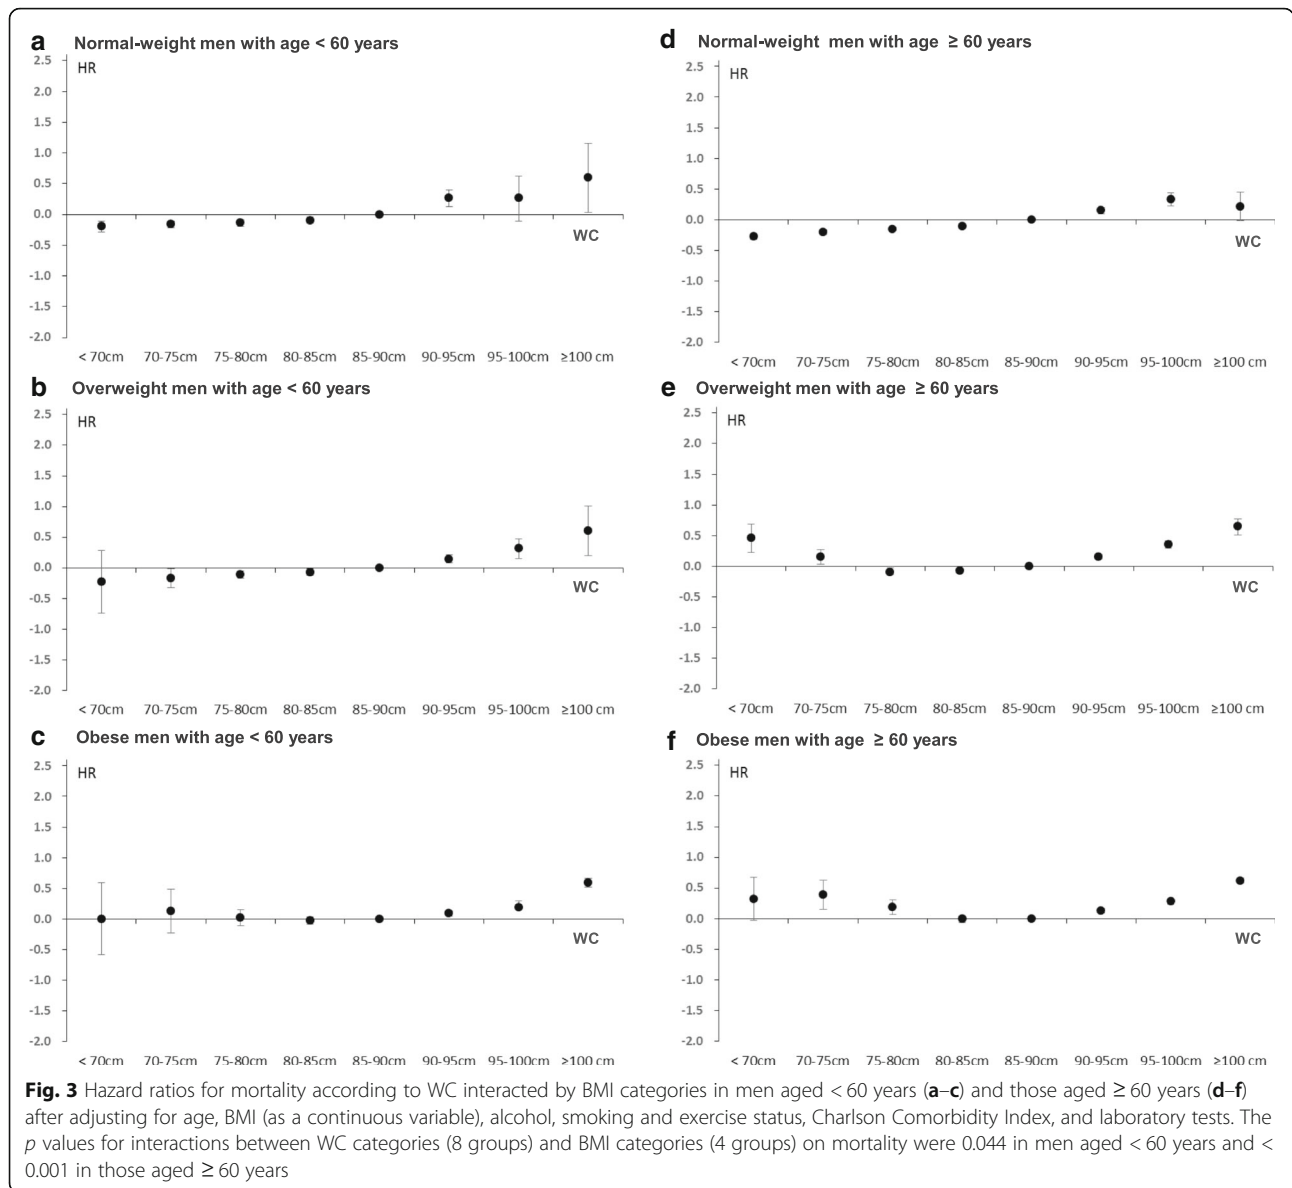 a Normal-weight men with age < 60 years
HR
2.5
2.0
1.5
1.0
0.5
0.0
-0.5
-1.0
-1.5
-2.0
WC
< 70cm 70-75cm 75-80cm 80-85cm 85-90cm 90-95cm 95-100cm ≥100 cm
b Overweight men with age < 60 years
HR
2.5
2.0
1.5
1.0
0.5
0.0
-0.5
-1.0
-1.5
-2.0
WC
< 70cm 70-75cm 75-80cm 80-85cm 85-90cm 90-95cm 95-100cm ≥100 cm
c Obese men with age < 60 years
HR
2.5
2.0
1.5
1.0
0.5
0.0
-0.5
-1.0
-1.5
-2.0
WC
< 70cm 70-75cm 75-80cm 80-85cm 85-90cm 90-95cm 95-100cm ≥100 cm
d Normal-weight men with age ≥ 60 years
HR
2.5
2.0
1.5
1.0
0.5
0.0
-0.5
-1.0
-1.5
-2.0
WC
< 70cm 70-75cm 75-80cm 80-85cm 85-90cm 90-95cm 95-100cm ≥100 cm
e Overweight men with age ≥ 60 years
HR
2.5
2.0
1.5
1.0
0.5
0.0
-0.5
-1.0
-1.5
-2.0
WC
< 70cm 70-75cm 75-80cm 80-85cm 85-90cm 90-95cm 95-100cm ≥100 cm
f Obese men with age ≥ 60 years
HR
2.5
2.0
1.5
1.0
0.5
0.0
-0.5
-1.0
-1.5
-2.0
WC
< 70cm 70-75cm 75-80cm 80-85cm 85-90cm 90-95cm 95-100cm ≥100 cm
Fig. 3 Hazard ratios for mortality according to WC interacted by BMI categories in men aged < 60 years (a–c) and those aged ≥ 60 years (d–f)
after adjusting for age, BMI (as a continuous variable), alcohol, smoking and exercise status, Charlson Comorbidity Index, and laboratory tests. The
p values for interactions between WC categories (8 groups) and BMI categories (4 groups) on mortality were 0.044 in men aged < 60 years and <
0.001 in those aged ≥ 60 years